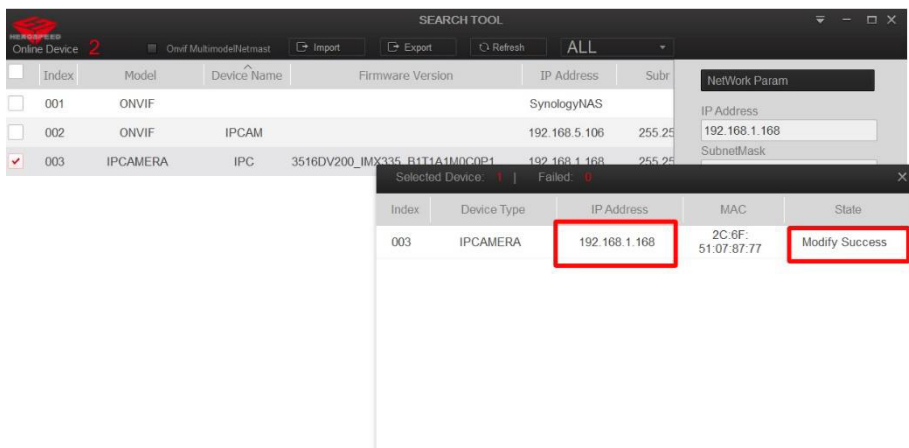 SEARCH TOOL
HEROSPEED
Online Device 2 Onvif MultimodelNetmast Import Export Refresh ALL
Index Model Device Name Firmware Version IP Address Subr
001 ONVIF SynologyNAS
002 ONVIF IPCAM 192.168.5.106 255.25
003 IPCAMERA IPC 3516DV200_IMX335_B1T1A1M0C0P1 192.168.1.168 255.25
NetWork Param
IP Address
192.168.1.168
SubnetMask
Selected Device: 1 | Failed: 0
Index Device Type IP Address MAC State
003 IPCAMERA 192.168.1.168 2C:6F: Modify Success
51:07:87:77